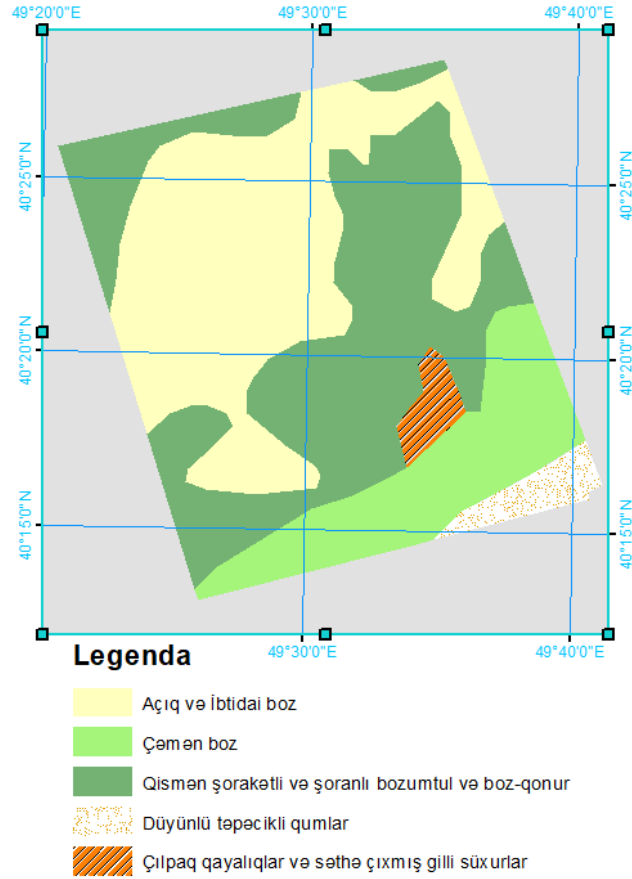 49°20'0"E 49°30'0"E 49°40'0"E
40°25'0"N 40°25'0"N
40°20'0"N 40°20'0"N
40°15'0"N 40°15'0"N
49°30'0"E 49°40'0"E
Legenda
Açıq və İbtidai boz
Çəmən boz
Qismən şorakətli və şoranlı bozumtul və boz-qonur
Düyünlü təpəcikli qumlar
Çılpaq qayalıqlar və səthə çıxmış gilli süxurlar